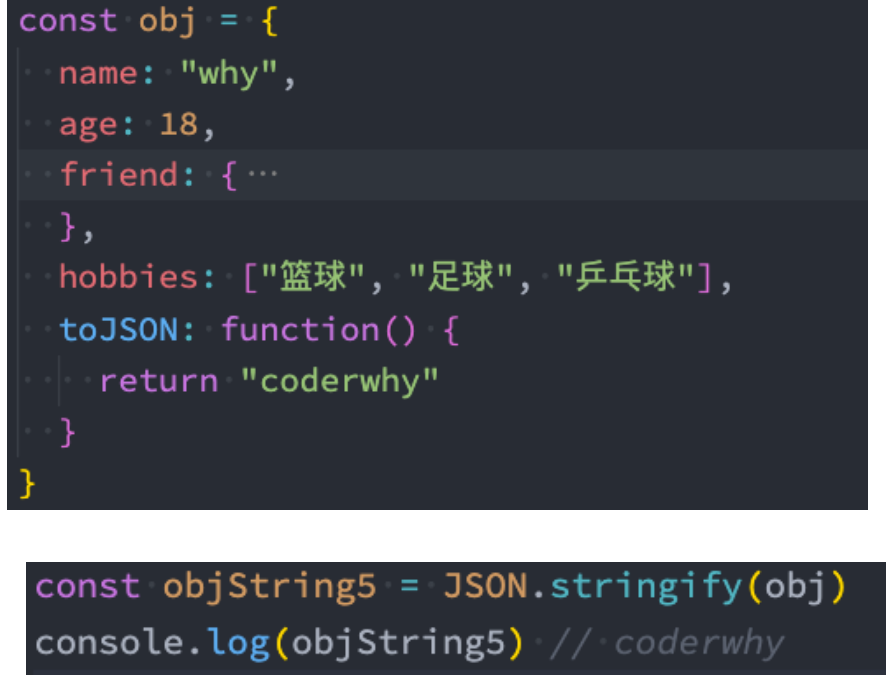 const obj = {
  name: "why",
  age: 18,
  friend: { ···
  },
  hobbies: ["篮球", "足球", "乒乓球"],
  toJSON: function() {
    return "coderwhy"
  }
}
const objString5 = JSON.stringify(obj)
console.log(objString5) // coderwhy